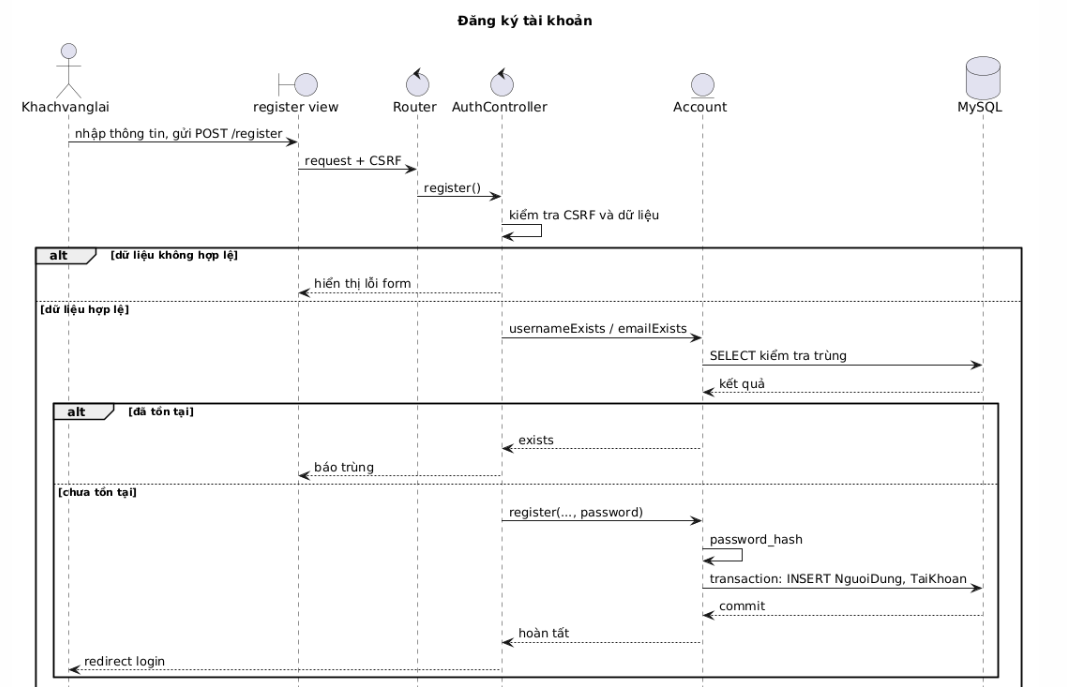 Đăng ký tài khoản
Khachvanglai
register view
Router
AuthController
Account
MySQL
nhập thông tin, gửi POST /register
request + CSRF
register()
kiểm tra CSRF và dữ liệu
alt [dữ liệu không hợp lệ]
hiển thị lỗi form
[dữ liệu hợp lệ]
usernameExists / emailExists
SELECT kiểm tra trùng
kết quả
alt [đã tồn tại]
exists
báo trùng
[chưa tồn tại]
register(..., password)
password_hash
transaction: INSERT NguoiDung, TaiKhoan
commit
hoàn tất
redirect login